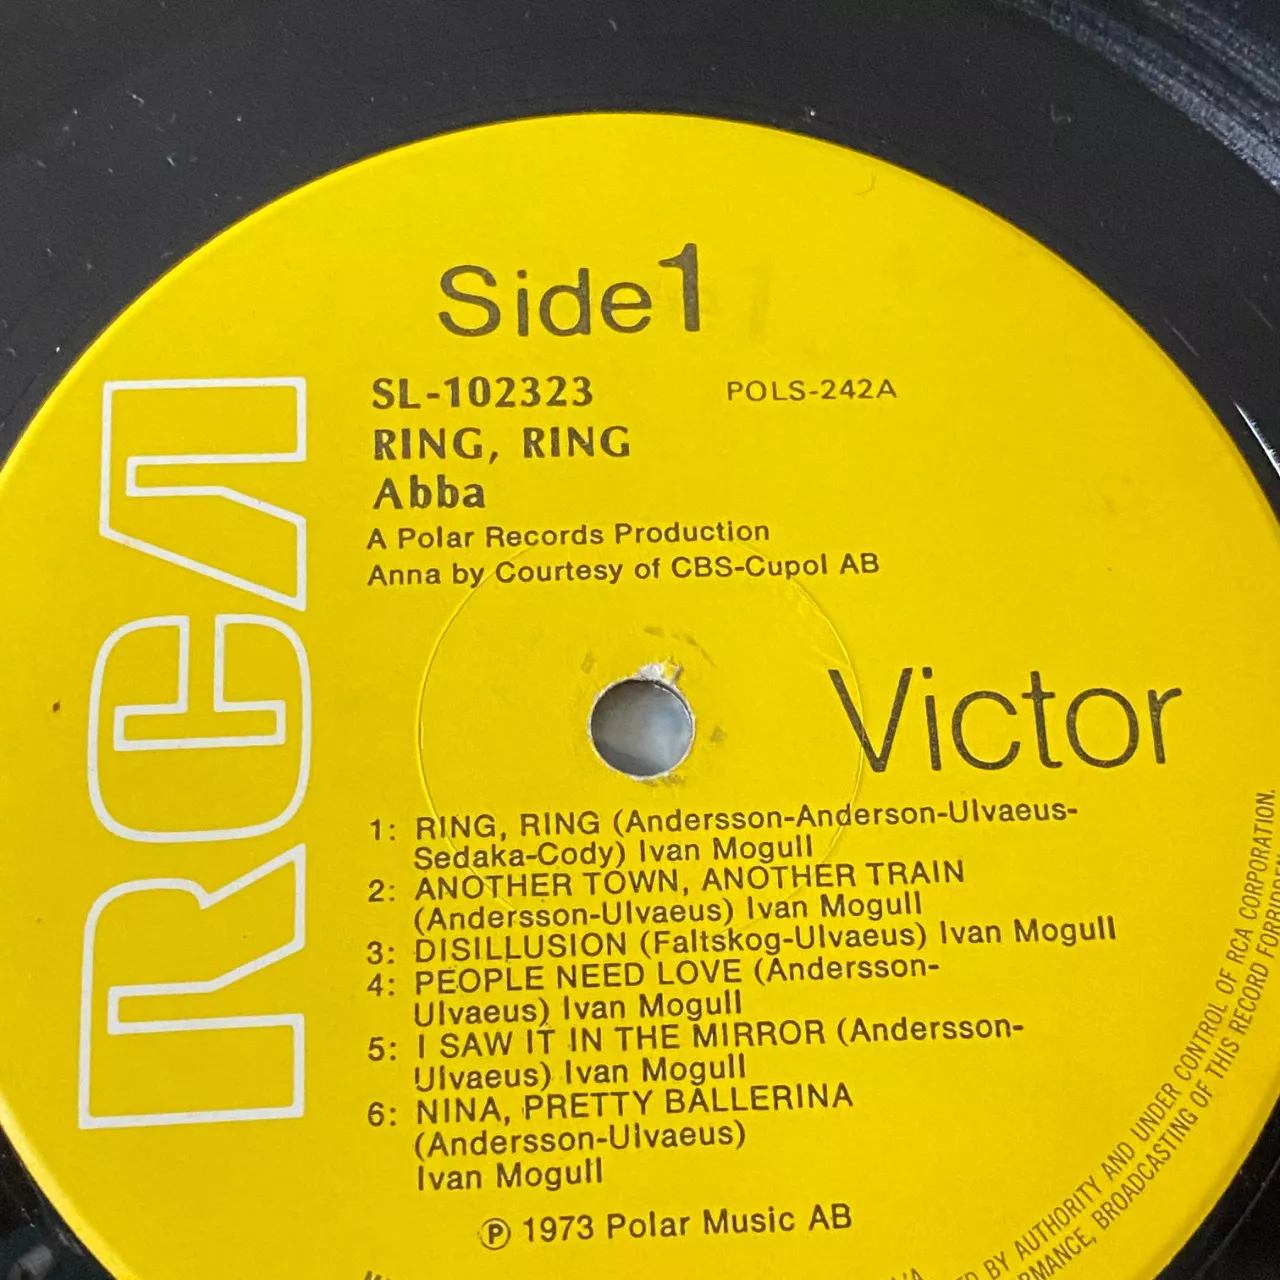 Side 1
SL-102323 POLS-242A
RING, RING
Abba
A Polar Records Production
Anna by Courtesy of CBS-Cupol AB
RCA
Victor
1: RING, RING (Andersson-Anderson-Ulvaeus-
Sedaka-Cody) Ivan Mogull
2: ANOTHER TOWN, ANOTHER TRAIN
(Andersson-Ulvaeus) Ivan Mogull
3: DISILLUSION (Faltskog-Ulvaeus) Ivan Mogull
4: PEOPLE NEED LOVE (Andersson-
Ulvaeus) Ivan Mogull
5: I SAW IT IN THE MIRROR (Andersson-
Ulvaeus) Ivan Mogull
6: NINA, PRETTY BALLERINA
(Andersson-Ulvaeus)
Ivan Mogull
Ⓟ 1973 Polar Music AB
BY AUTHORITY AND UNDER CONTROL OF RCA CORPORATION.
BROADCASTING OF THIS RECORD